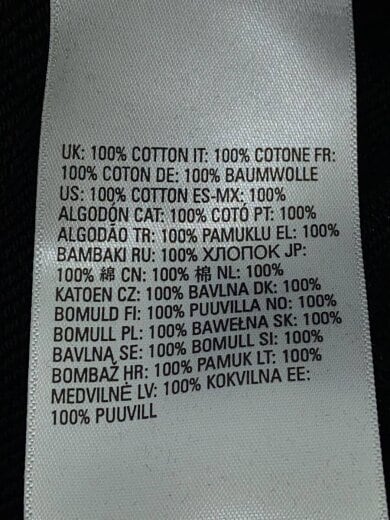 UK: 100% COTTON IT: 100% COTONE FR:
100% COTON DE: 100% BAUMWOLLE
US: 100% COTTON ES-MX: 100%
ALGODÓN CAT: 100% COTÓ PT: 100%
ALGODÃO TR: 100% PAMUKLU EL: 100%
BAMBAKI RU: 100% ХЛОПОК JP:
100% 綿 CN: 100% 棉 NL: 100%
KATOEN CZ: 100% BAVLNA DK: 100%
BOMULD FI: 100% PUUVILLA NO: 100%
BOMULL PL: 100% BAWEŁNA SK: 100%
BAVLNA SE: 100% BOMULL SI: 100%
BOMBAŽ HR: 100% PAMUK LT: 100%
MEDVILNĖ LV: 100% KOKVILNA EE:
100% PUUVILL